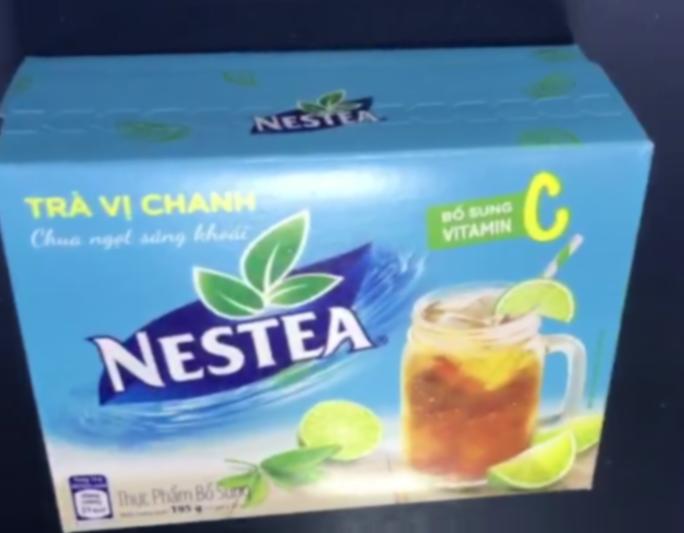 NESTEA
TRÀ VỊ CHANH
Chua ngọt sảng khoái
BỔ SUNG
VITAMIN C
NESTEA
Thực Phẩm Bổ Sung
195 g